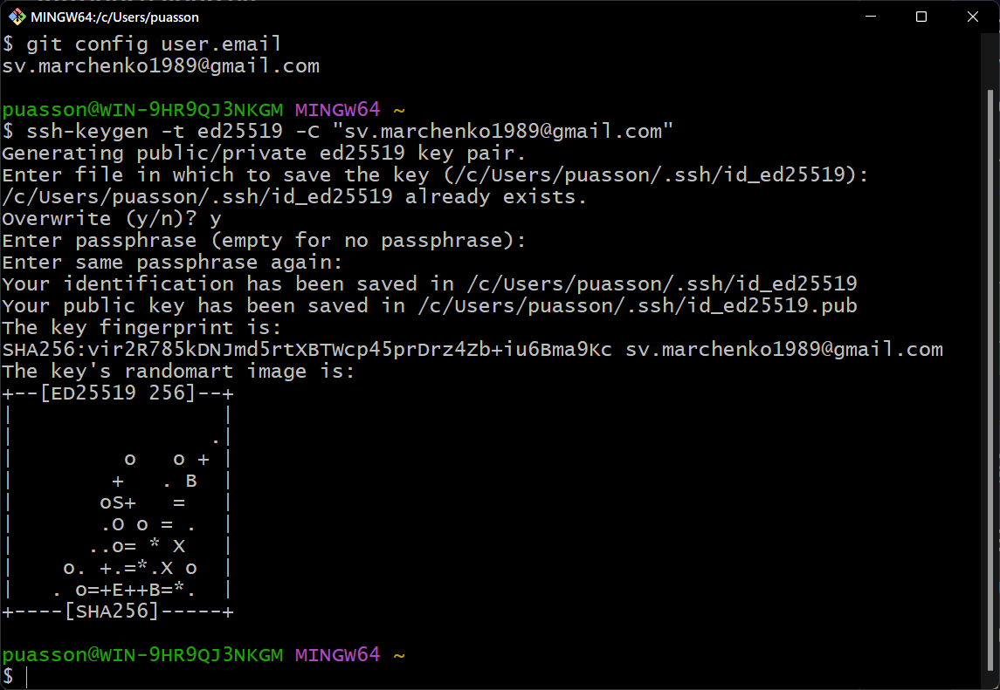 MINGW64:/c/Users/puasson
$ git config user.email
sv.marchenko1989@gmail.com
puasson@WIN-9HR9QJ3NKGM MINGW64 ~
$ ssh-keygen -t ed25519 -C "sv.marchenko1989@gmail.com"
Generating public/private ed25519 key pair.
Enter file in which to save the key (/c/Users/puasson/.ssh/id_ed25519):
/c/Users/puasson/.ssh/id_ed25519 already exists.
Overwrite (y/n)? y
Enter passphrase (empty for no passphrase):
Enter same passphrase again:
Your identification has been saved in /c/Users/puasson/.ssh/id_ed25519
Your public key has been saved in /c/Users/puasson/.ssh/id_ed25519.pub
The key fingerprint is:
SHA256:vir2R785kDNJmd5rtXBTWcp45prDrz4Zb+iu6Bma9Kc sv.marchenko1989@gmail.com
The key's randomart image is:
+--[ED25519 256]--+
|                 |
|                .|
|         o   o + |
|        +   . B  |
|       oS+   =   |
|       .O o = .  |
|      ..o= * X   |
|    o. +.=*.X o  |
|   . o=+E++B=*.  |
+----[SHA256]-----+
puasson@WIN-9HR9QJ3NKGM MINGW64 ~
$